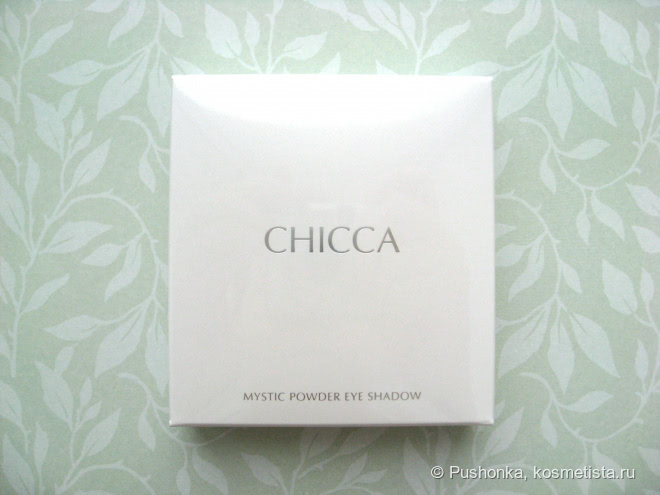 CHICCA
MYSTIC POWDER EYE SHADOW
© Pushonka, kosmetista.ru